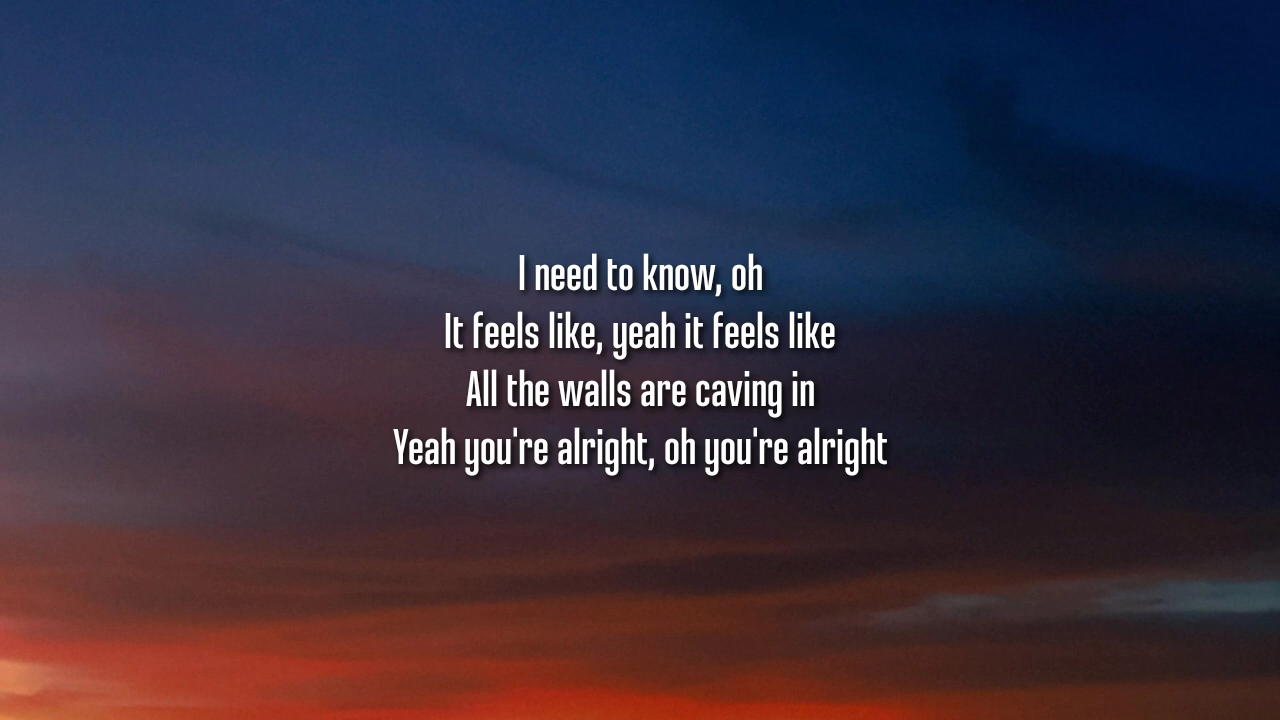 I need to know, oh
It feels like, yeah it feels like
All the walls are caving in
Yeah you're alright, oh you're alright